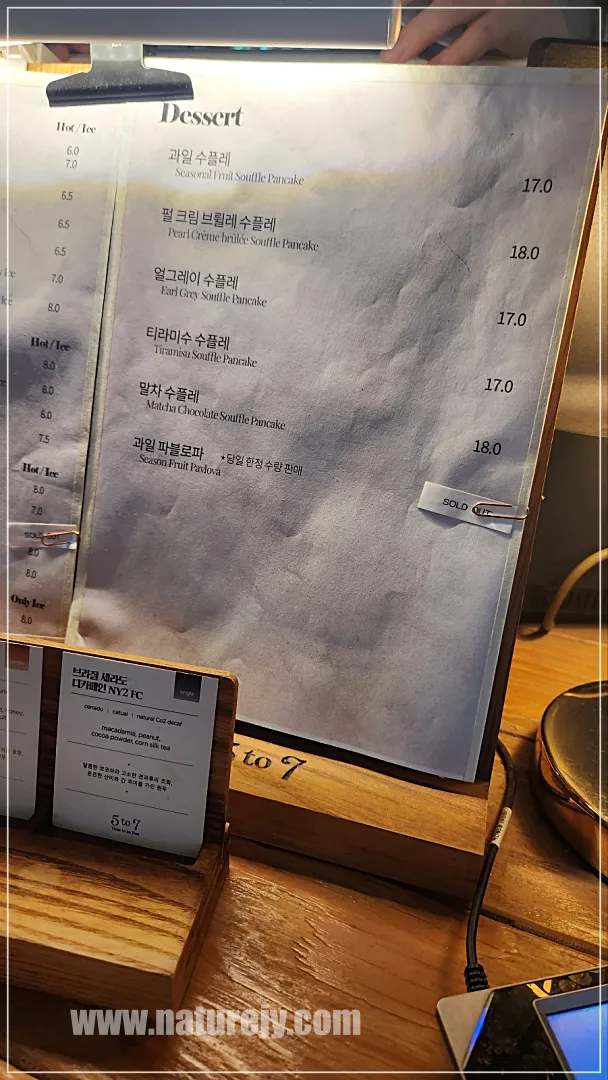 Hot / Ice
6.0
7.0
6.5
6.5
6.5
7.0
8.0
Hot / Ice
8.0
8.0
8.0
7.5
Hot / Ice
8.0
7.0
SOLD
8.0
8.0
Only Ice
8.0
Dessert
과일 수플레
Seasonal Fruit Souffle Pancake 17.0
펄 크림 브륄레 수플레
Pearl Crème brûlée Souffle Pancake 18.0
얼그레이 수플레
Earl Grey Souffle Pancake 17.0
티라미수 수플레
Tiramisu Souffle Pancake 17.0
말차 수플레
Matcha Chocolate Souffle Pancake 18.0
과일 파블로파 *당일 한정 수량 판매
Season Fruit Pavlova
SOLD OUT
5 to 7
브라질 세라도
디카페인 NY2 FC
single
cerrado | catuai | natural Co2 decaf
macadamia, peanut,
cocoa powder, corn silk tea
5 to 7
www.naturejy.com